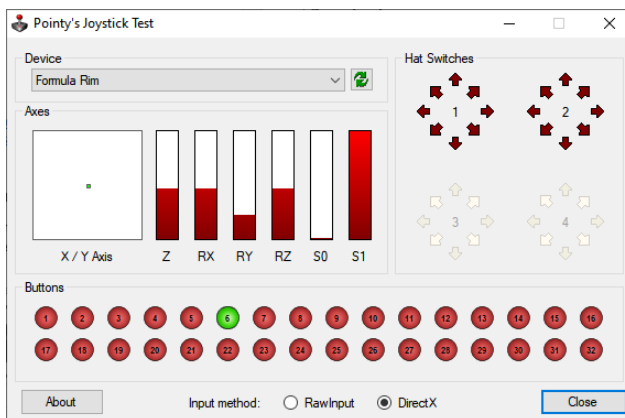 Pointy's Joystick Test
Device
Formula Rim
Hat Switches
1 2
3 4
Axes
X / Y Axis Z RX RY RZ S0 S1
Buttons
1 2 3 4 5 6 7 8 9 10 11 12 13 14 15 16
17 18 19 20 21 22 23 24 25 26 27 28 29 30 31 32
About Input method: RawInput DirectX Close